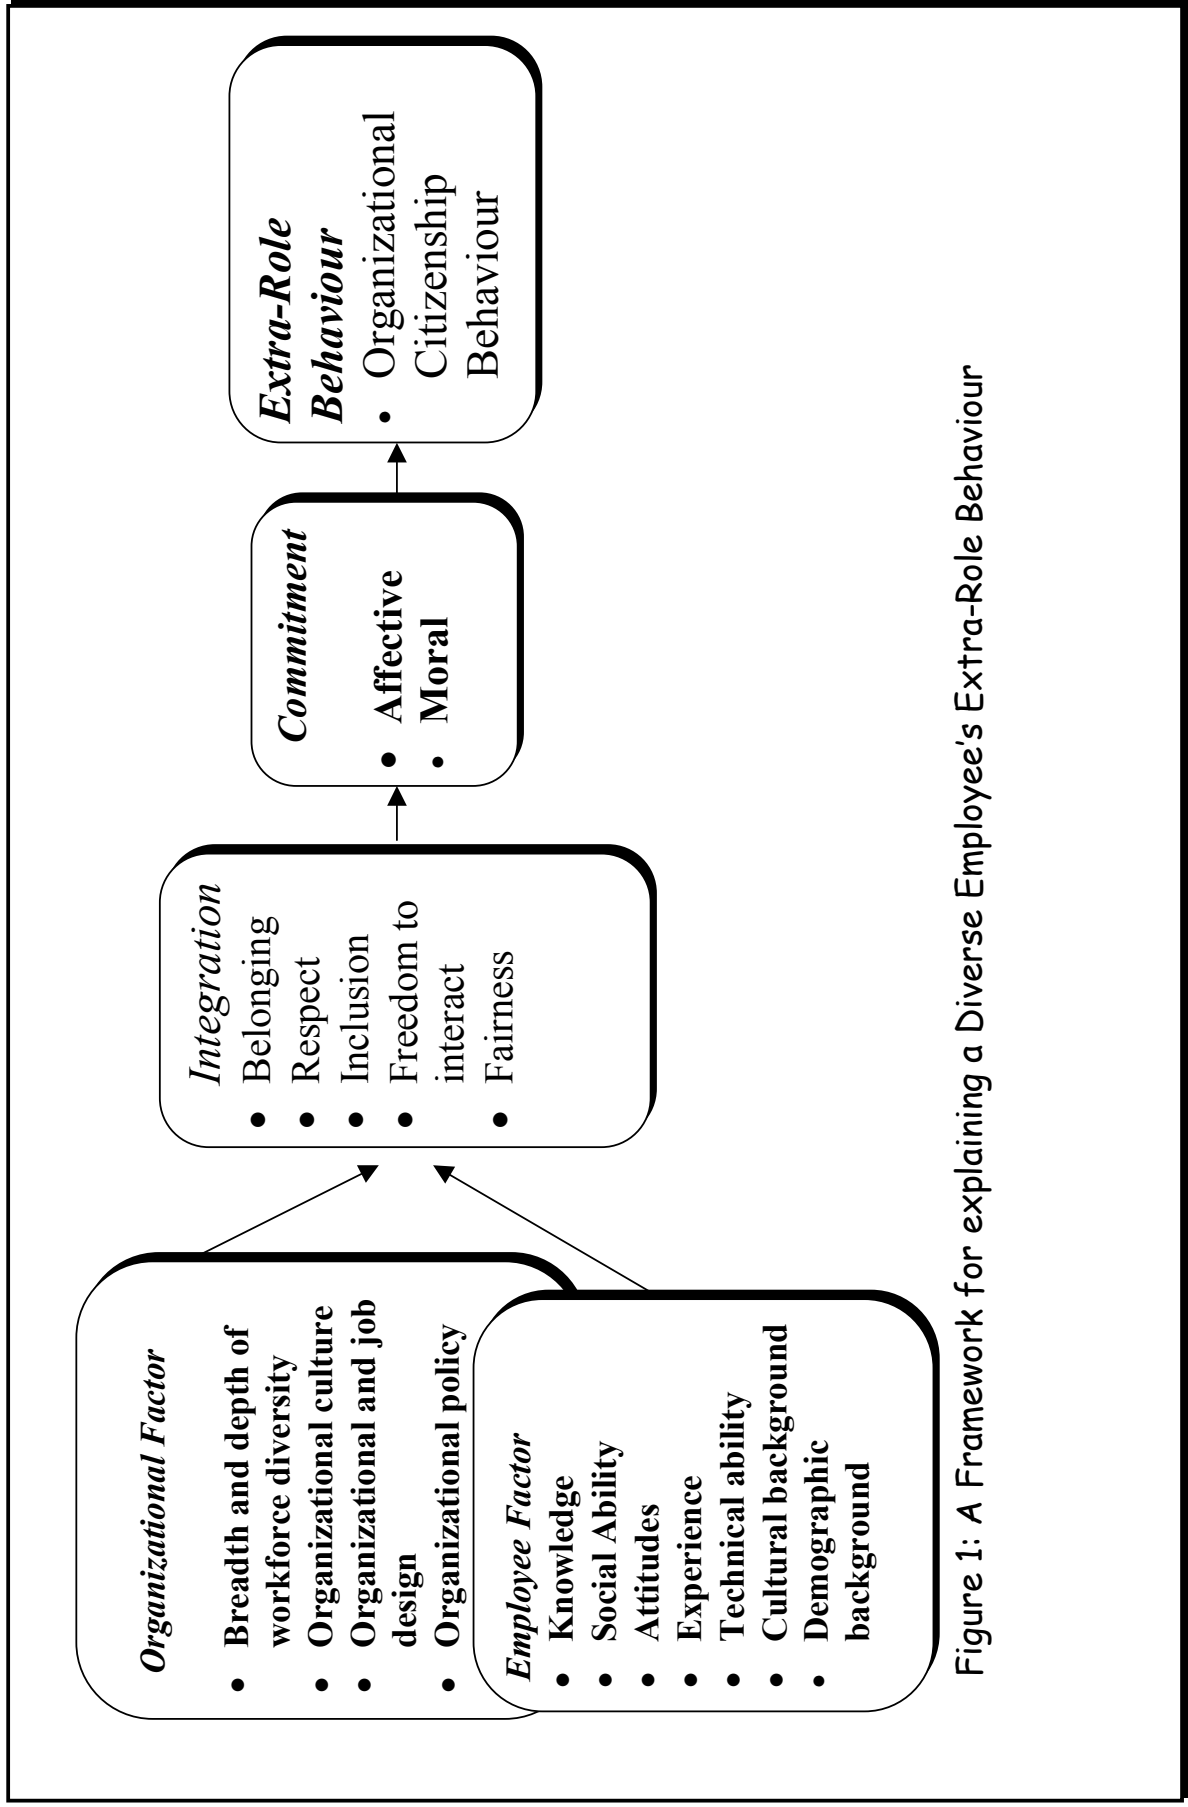 Organizational Factor
• Breadth and depth of
workforce diversity
• Organizational culture
• Organizational and job
design
• Organizational policy
Employee Factor
• Knowledge
• Social Ability
• Attitudes
• Experience
• Technical ability
• Cultural background
• Demographic
background
Integration
• Belonging
• Respect
• Inclusion
• Freedom to
interact
• Fairness
Commitment
• Affective
• Moral
Extra-Role
Behaviour
• Organizational
Citizenship
Behaviour
Figure 1: A Framework for explaining a Diverse Employee's Extra-Role Behaviour